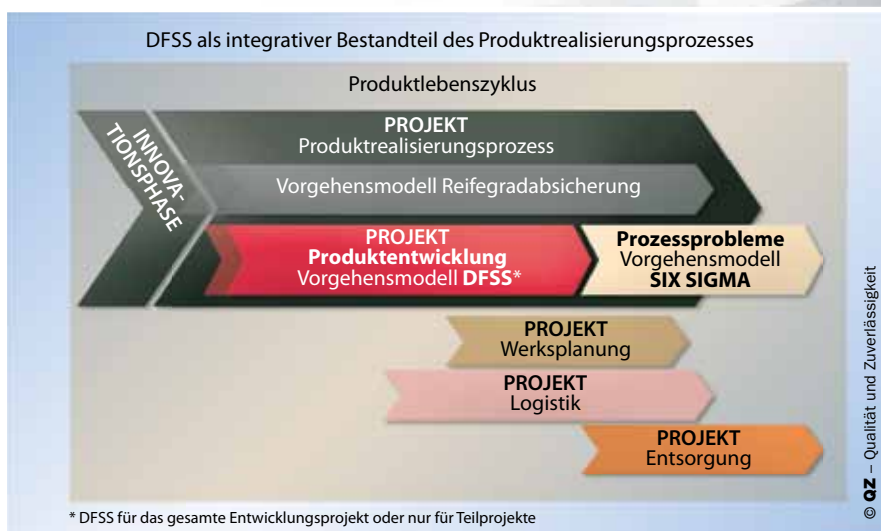 DFSS als integrativer Bestandteil des Produktrealisierungsprozesses
Produktlebenszyklus
INNOVA-
TIONSPHASE
PROJEKT
Produktrealisierungsprozess
Vorgehensmodell Reifegradabsicherung
PROJEKT
Produktentwicklung
Vorgehensmodell DFSS*
Prozessprobleme
Vorgehensmodell
SIX SIGMA
PROJEKT
Werksplanung
PROJEKT
Logistik
PROJEKT
Entsorgung
* DFSS für das gesamte Entwicklungsprojekt oder nur für Teilprojekte
© QZ – Qualität und Zuverlässigkeit